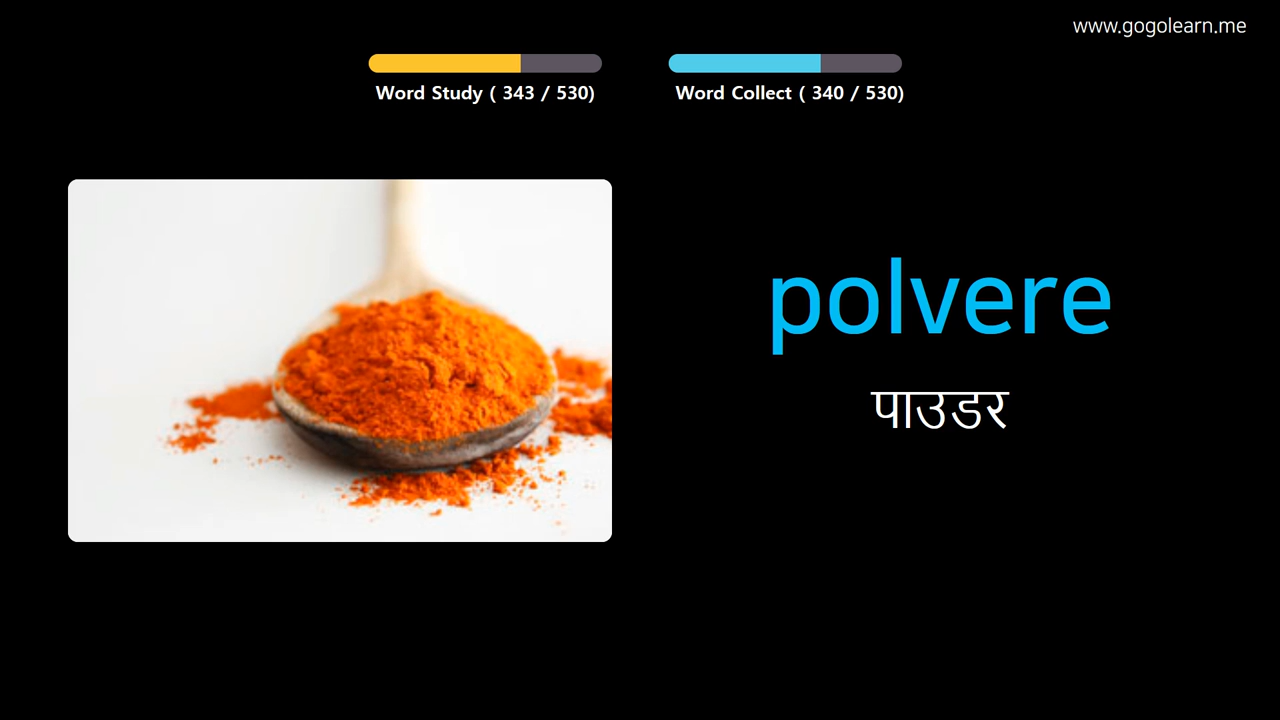 www.gogolearn.me
Word Study ( 343 / 530)
Word Collect ( 340 / 530)
polvere
पाउडर